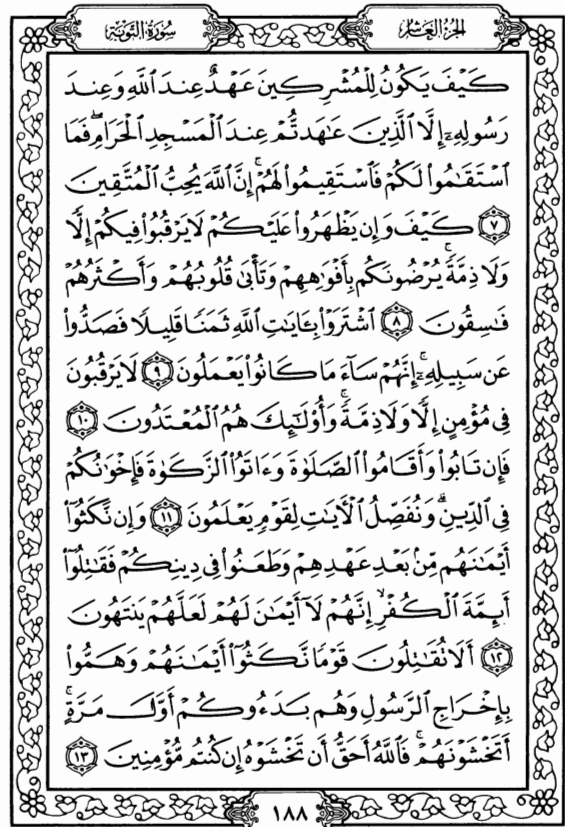 الجزء العاشر
سورة التوبة
كَيْفَ يَكُونُ لِلْمُشْرِكِينَ عَهْدٌ عِندَ ٱللَّهِ وَعِندَ
رَسُولِهِۦٓ إِلَّا ٱلَّذِينَ عَٰهَدتُّمْ عِندَ ٱلْمَسْجِدِ ٱلْحَرَامِ ۖ فَمَا
ٱسْتَقَٰمُوا۟ لَكُمْ فَٱسْتَقِيمُوا۟ لَهُمْ ۚ إِنَّ ٱللَّهَ يُحِبُّ ٱلْمُتَّقِينَ
٧ كَيْفَ وَإِن يَظْهَرُوا۟ عَلَيْكُمْ لَا يَرْقُبُوا۟ فِيكُمْ إِلًّا
وَلَا ذِمَّةً ۚ يُرْضُونَكُم بِأَفْوَٰهِهِمْ وَتَأْبَىٰ قُلُوبُهُمْ وَأَكْثَرُهُمْ
فَٰسِقُونَ ٨ ٱشْتَرَوْا۟ بِـَٔايَٰتِ ٱللَّهِ ثَمَنًا قَلِيلًا فَصَدُّوا۟
عَن سَبِيلِهِۦٓ ۚ إِنَّهُمْ سَآءَ مَا كَانُوا۟ يَعْمَلُونَ ٩ لَا يَرْقُبُونَ
فِى مُؤْمِنٍ إِلًّا وَلَا ذِمَّةً ۚ وَأُو۟لَٰٓئِكَ هُمُ ٱلْمُعْتَدُونَ ١٠
فَإِن تَابُوا۟ وَأَقَامُوا۟ ٱلصَّلَوٰةَ وَءَاتَوُا۟ ٱلزَّكَوٰةَ فَإِخْوَٰنُكُمْ
فِى ٱلدِّينِ ۗ وَنُفَصِّلُ ٱلْءَايَٰتِ لِقَوْمٍ يَعْلَمُونَ ١١ وَإِن نَّكَثُوٓا۟
أَيْمَٰنَهُم مِّنۢ بَعْدِ عَهْدِهِمْ وَطَعَنُوا۟ فِى دِينِكُمْ فَقَٰتِلُوٓا۟
أَئِمَّةَ ٱلْكُفْرِ ۙ إِنَّهُمْ لَآ أَيْمَٰنَ لَهُمْ لَعَلَّهُمْ يَنتَهُونَ
١٢ أَلَا تُقَٰتِلُونَ قَوْمًا نَّكَثُوٓا۟ أَيْمَٰنَهُمْ وَهَمُّوا۟
بِإِخْرَاجِ ٱلرَّسُولِ وَهُم بَدَءُوكُمْ أَوَّلَ مَرَّةٍ ۚ
أَتَخْشَوْنَهُمْ ۚ فَٱللَّهُ أَحَقُّ أَن تَخْشَوْهُ إِن كُنتُم مُّؤْمِنِينَ ١٣
١٨٨